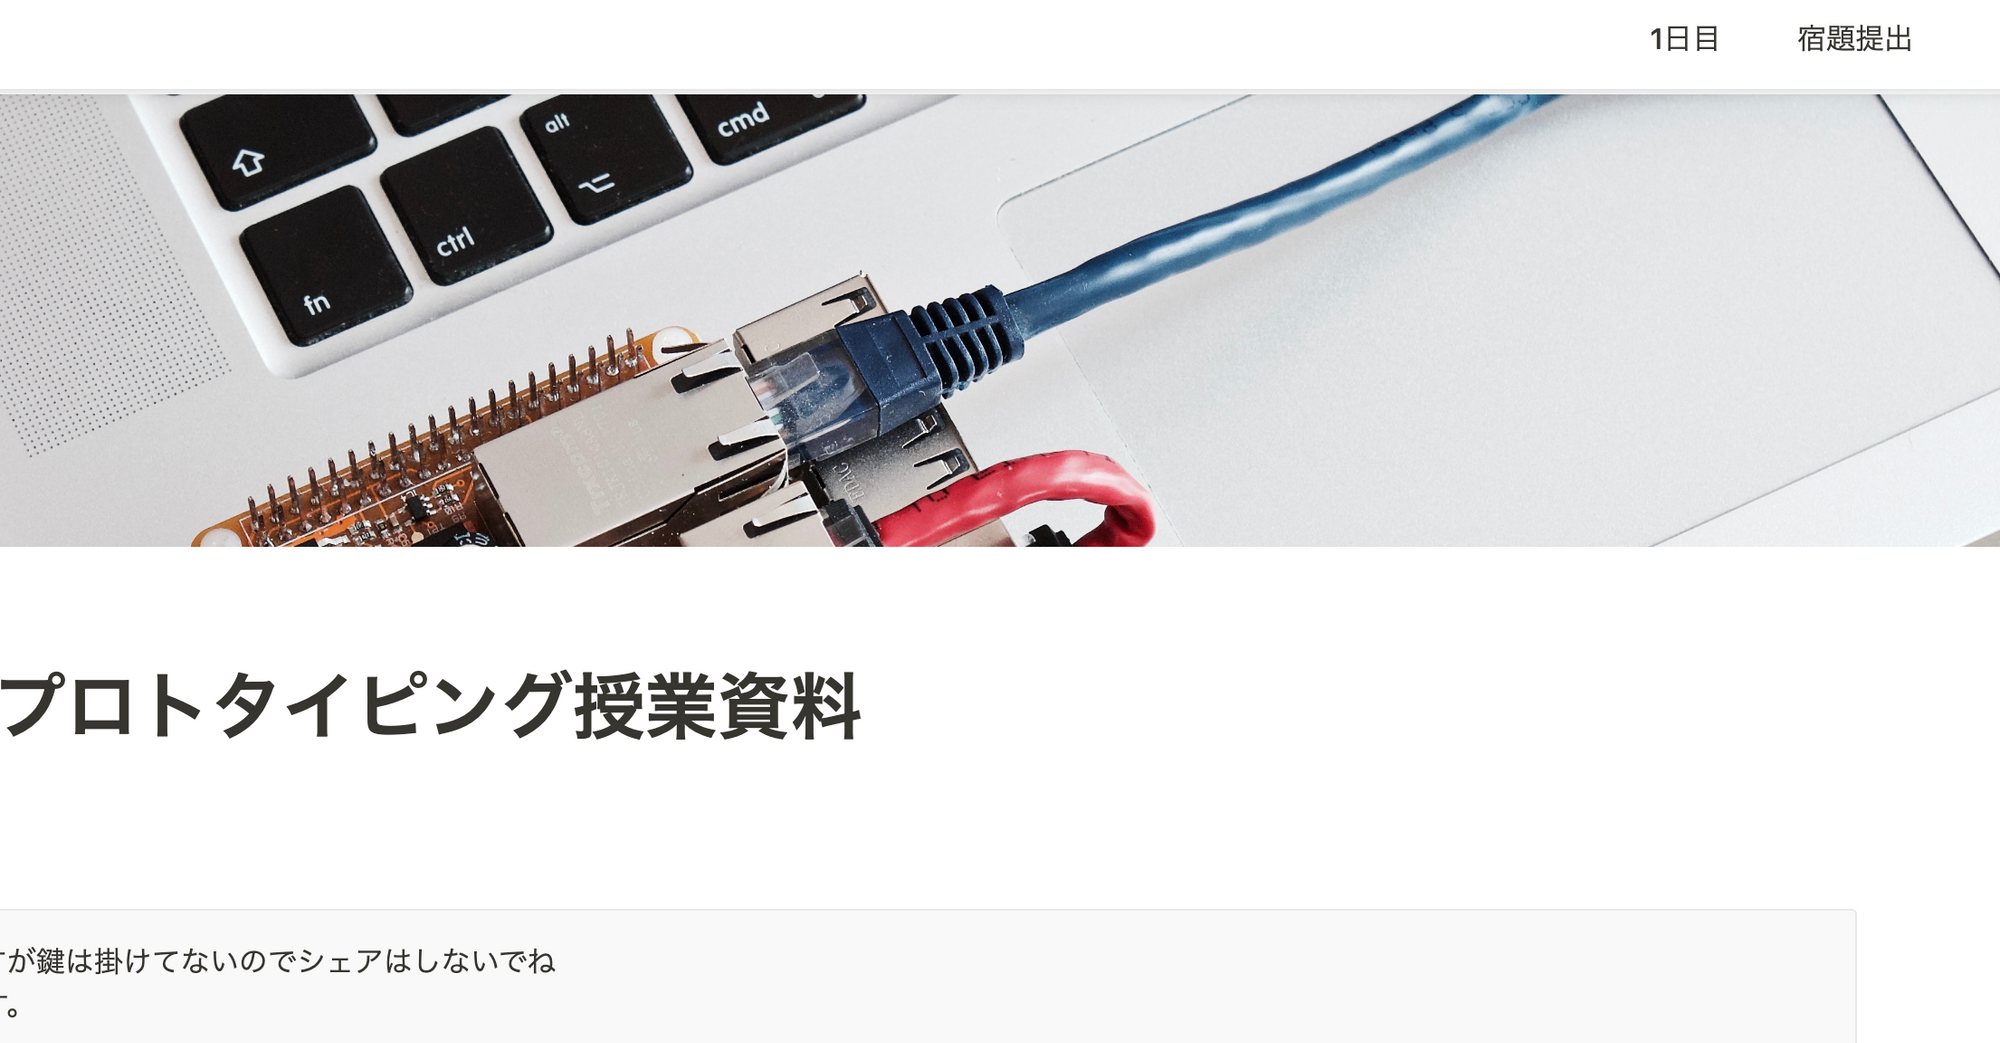 1日目 宿題提出
alt
cmd
ctrl
fn
EDAC
プロトタイピング授業資料
が鍵は掛けてないのでシェアはしないでね
。